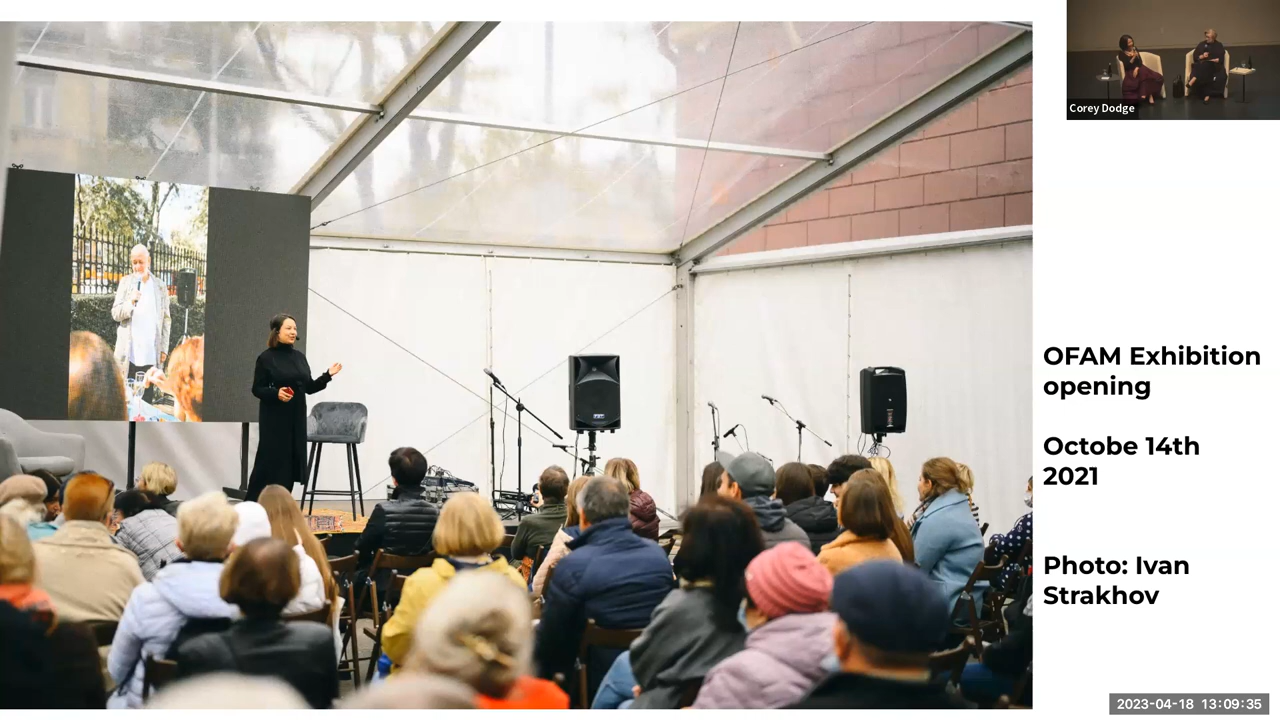 Corey Dodge
OFAM Exhibition
opening
Octobe 14th
2021
Photo: Ivan
Strakhov
2023-04-18 13:09:35